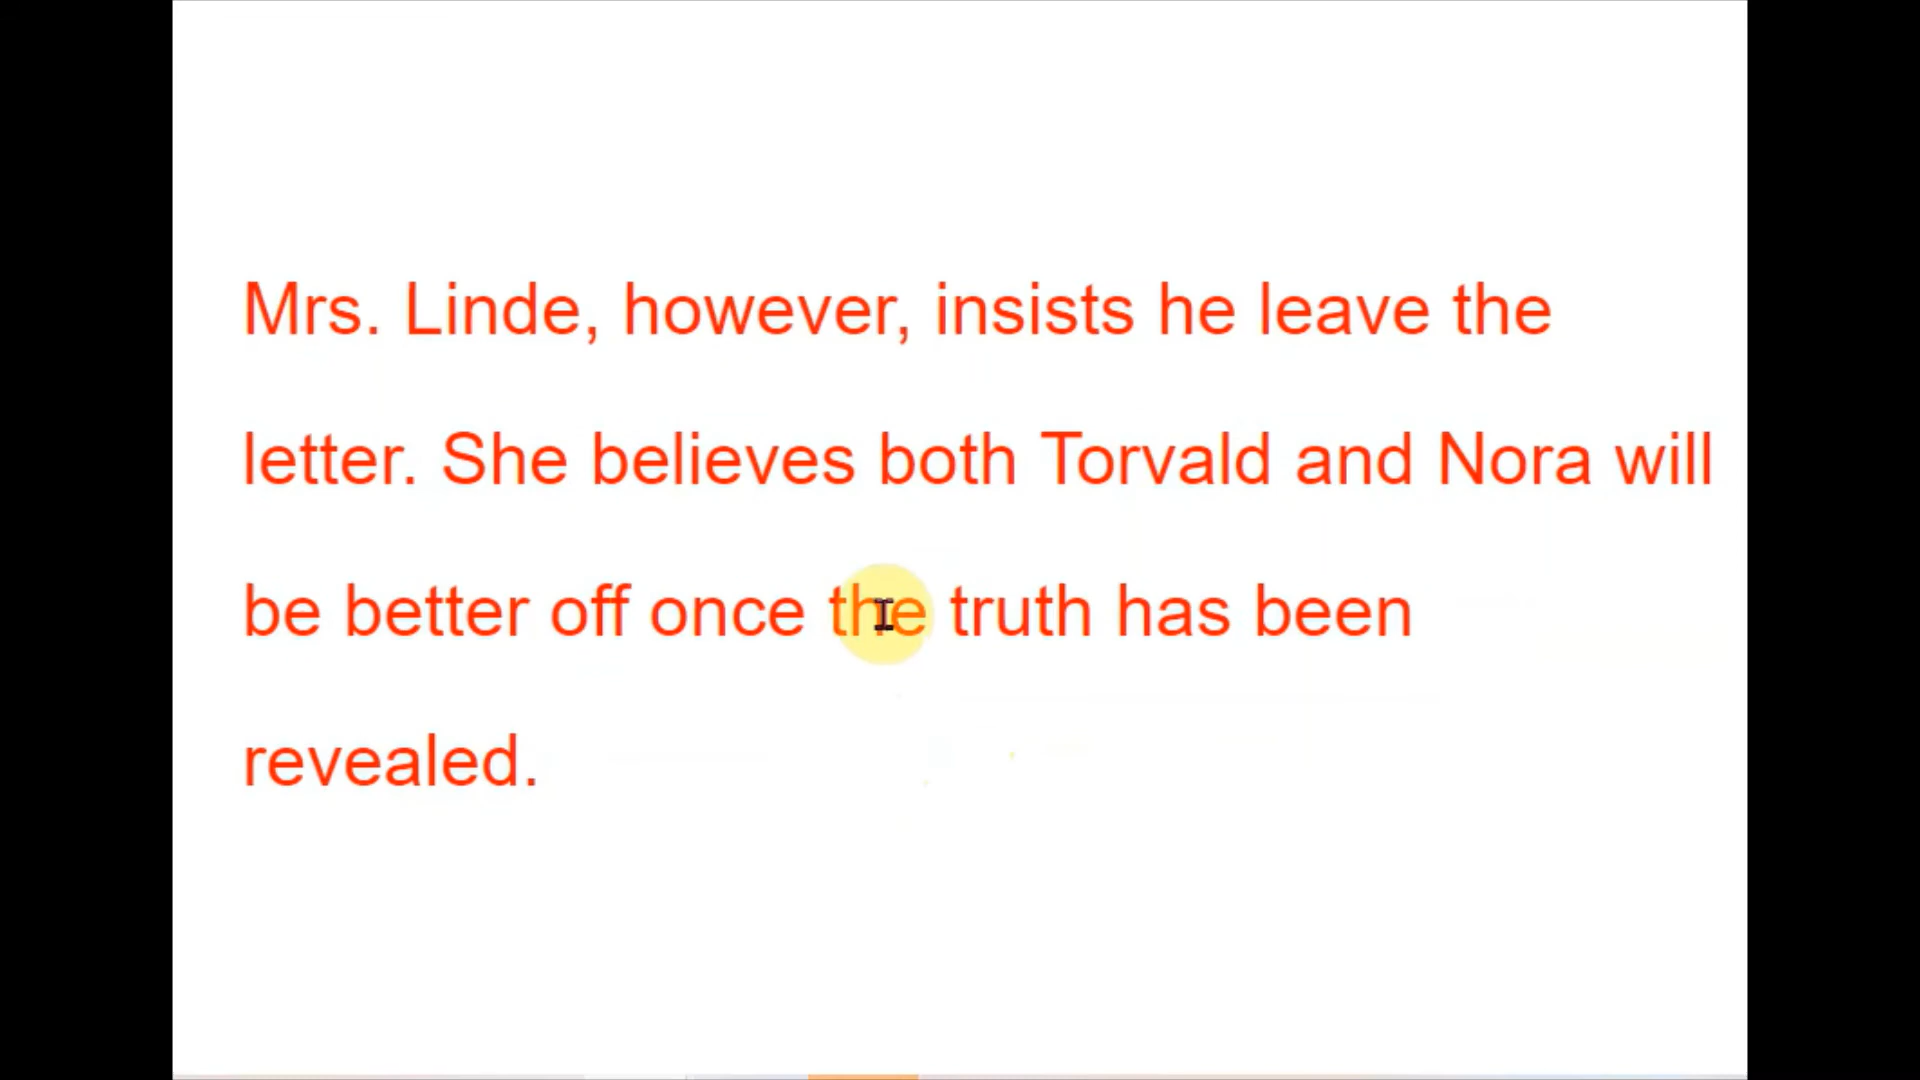 Mrs. Linde, however, insists he leave the
letter. She believes both Torvald and Nora will
be better off once the truth has been
revealed.